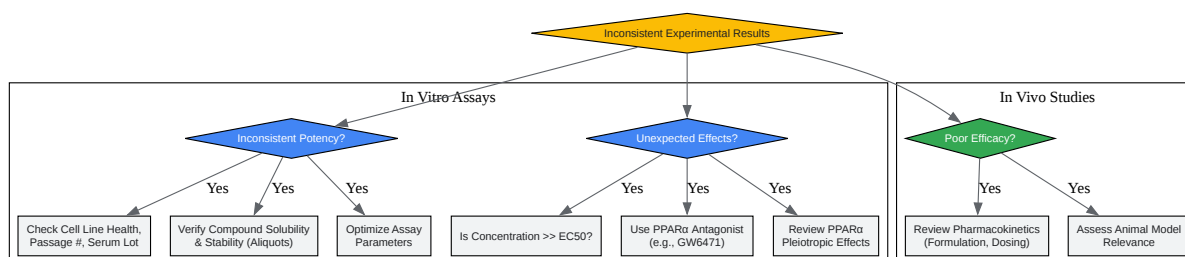 Inconsistent Experimental Results
In Vitro Assays
In Vivo Studies
Inconsistent Potency?
Unexpected Effects?
Poor Efficacy?
Yes
Yes
Yes
Yes
Yes
Yes
Yes
Yes
Check Cell Line Health,
Passage #, Serum Lot
Verify Compound Solubility
& Stability (Aliquots)
Optimize Assay
Parameters
Is Concentration >> EC50?
Use PPARα Antagonist
(e.g., GW6471)
Review PPARα
Pleiotropic Effects
Review Pharmacokinetics
(Formulation, Dosing)
Assess Animal Model
Relevance